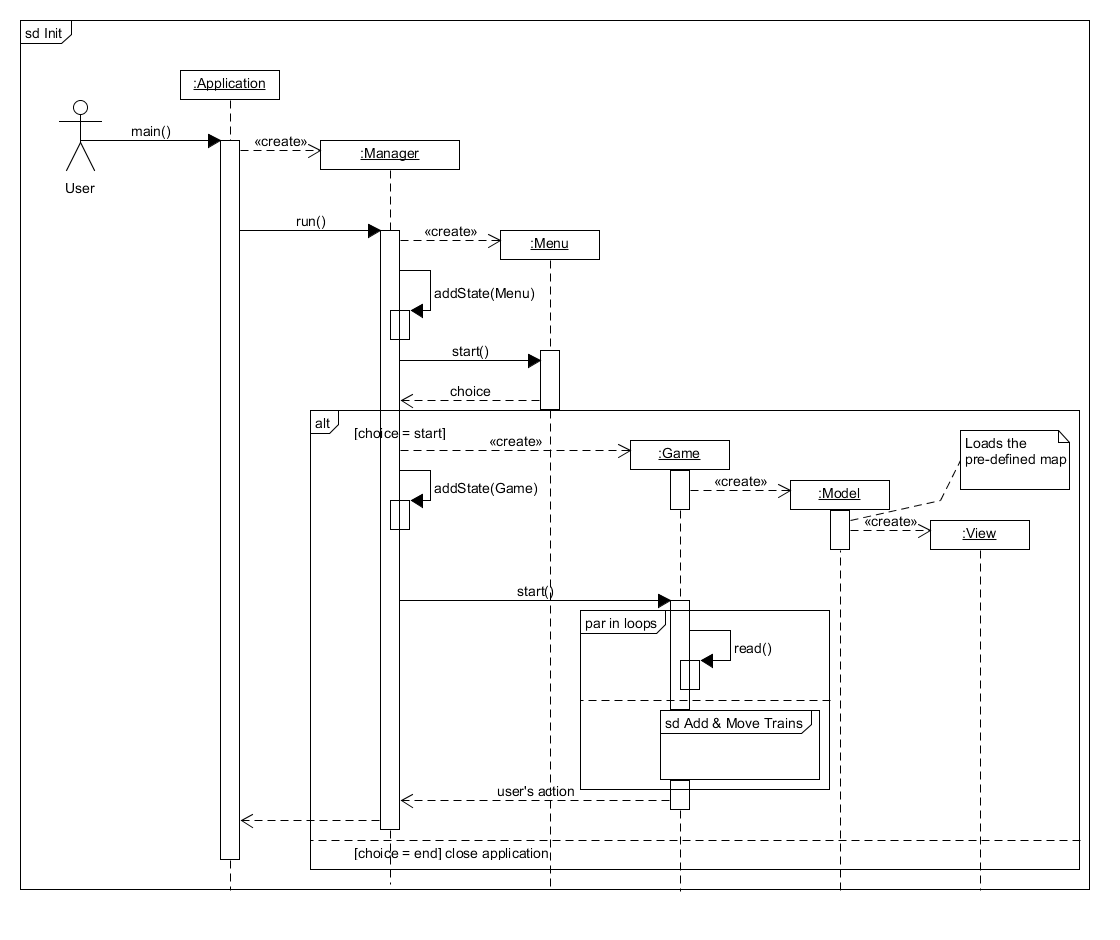 sd Init
:Application
main()
«create»
:Manager
User
run()
«create»
:Menu
addState(Menu)
start()
choice
alt
[choice = start]
«create»
:Game
Loads the
pre-defined map
addState(Game)
«create»
:Model
«create»
:View
start()
par in loops
read()
sd Add & Move Trains
user's action
[choice = end] close application